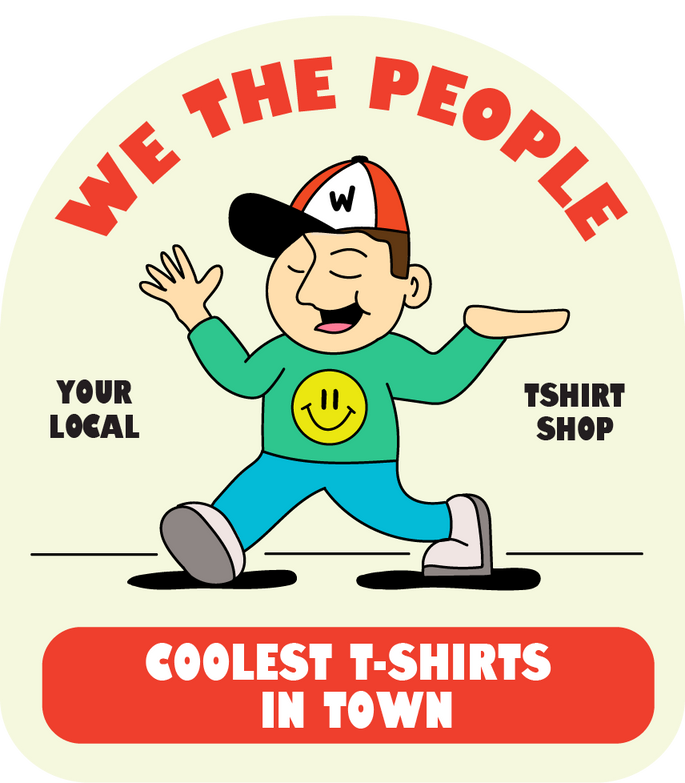 WE THE PEOPLE
W
YOUR
LOCAL
TSHIRT
SHOP
COOLEST T-SHIRTS
IN TOWN